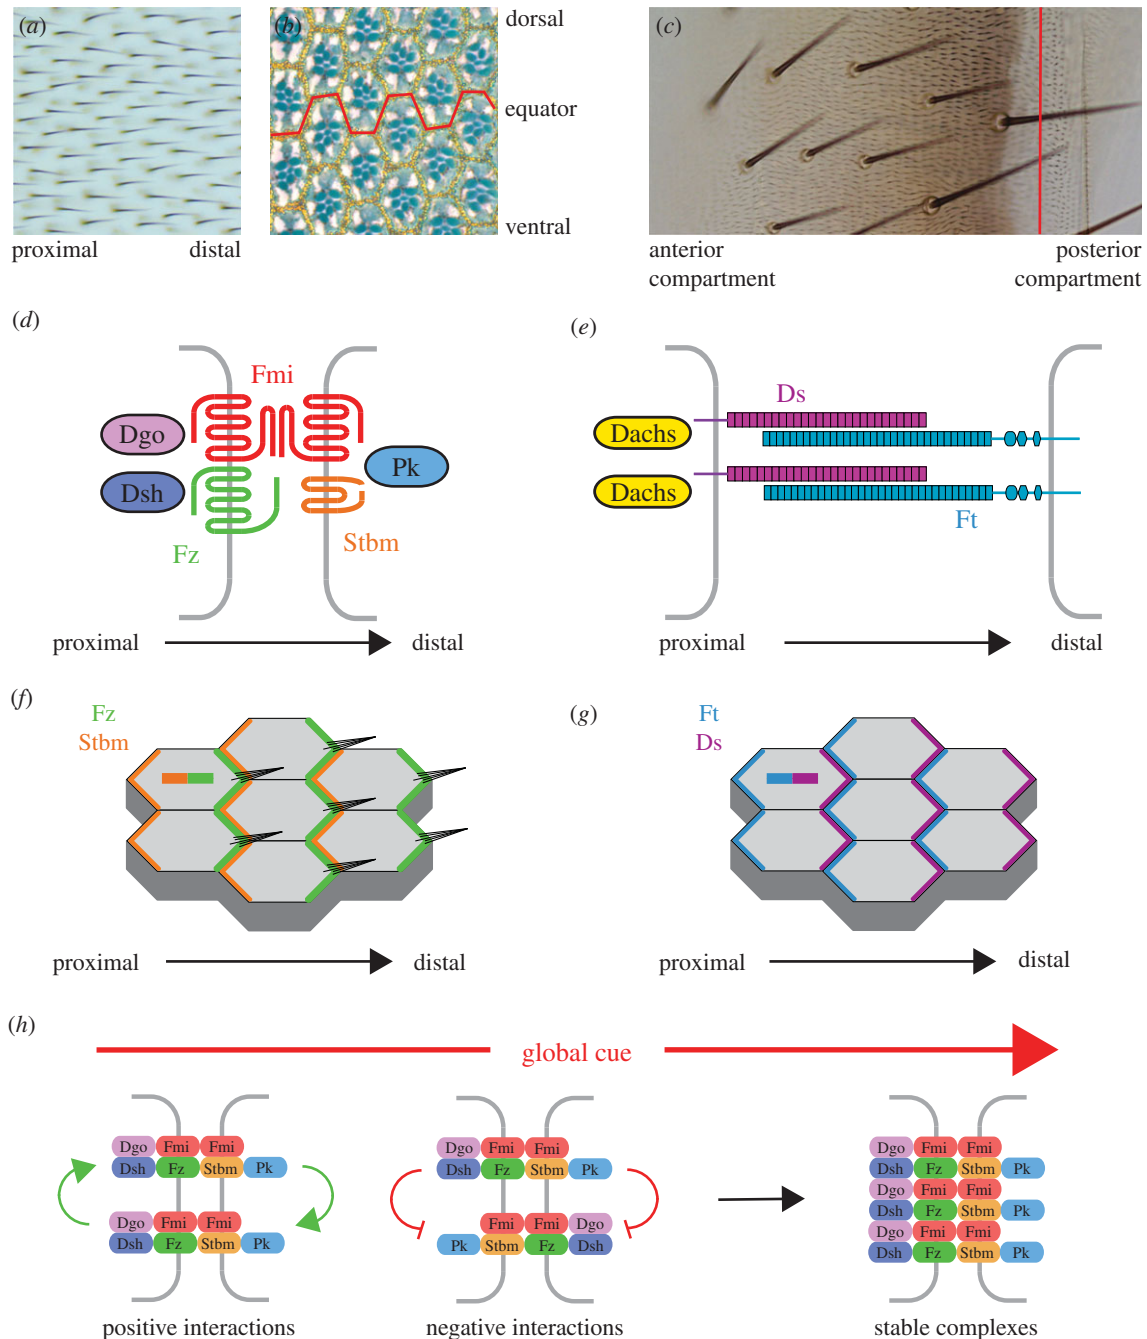 (a)
(b)
dorsal
equator
ventral
proximal distal
(c)
anterior compartment
posterior compartment
(d)
Fmi
Dgo
Pk
Dsh
Fz
Stbm
proximal distal
(e)
Ds
Dachs
Dachs
Ft
proximal distal
(f)
Fz
Stbm
proximal distal
(g)
Ft
Ds
proximal distal
(h)
global cue
Dgo Fmi Fmi
Dsh Fz Stbm Pk
Dgo Fmi Fmi
Dsh Fz Stbm Pk
positive interactions
Dgo Fmi Fmi
Dsh Fz Stbm Pk
Fmi Fmi Dgo
Pk Stbm Fz Dsh
negative interactions
Dgo Fmi Fmi
Dsh Fz Stbm Pk
Dgo Fmi Fmi
Dsh Fz Stbm Pk
Dgo Fmi Fmi
Dsh Fz Stbm Pk
stable complexes